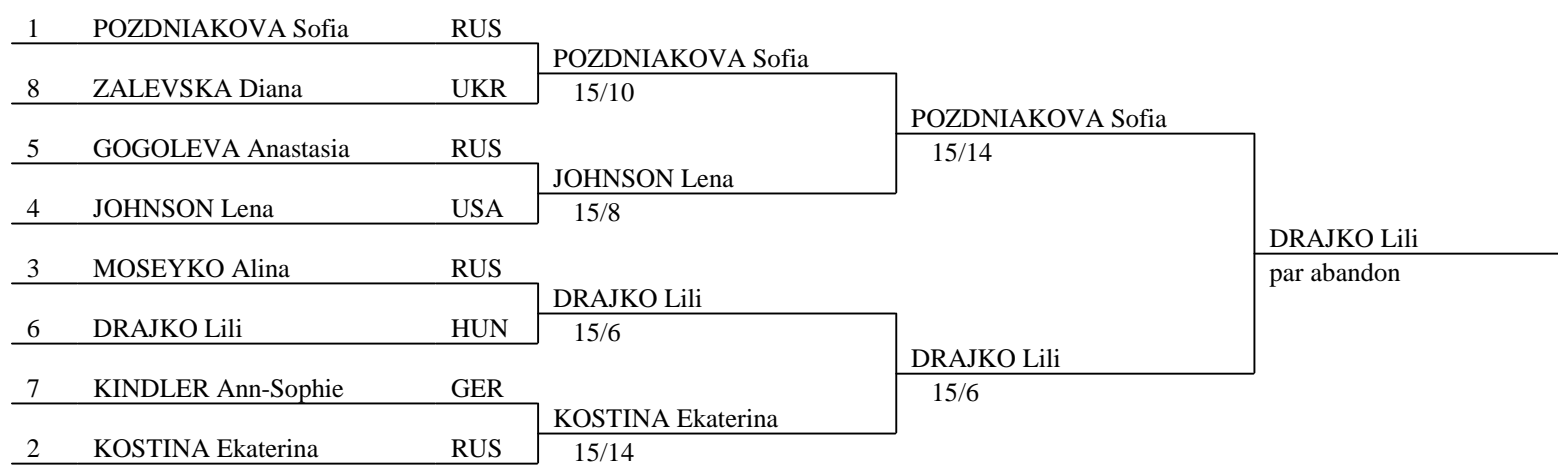 1 POZDNIAKOVA Sofia RUS
8 ZALEVSKA Diana UKR
5 GOGOLEVA Anastasia RUS
4 JOHNSON Lena USA
3 MOSEYKO Alina RUS
6 DRAJKO Lili HUN
7 KINDLER Ann-Sophie GER
2 KOSTINA Ekaterina RUS
POZDNIAKOVA Sofia
15/10
JOHNSON Lena
15/8
DRAJKO Lili
15/6
KOSTINA Ekaterina
15/14
POZDNIAKOVA Sofia
15/14
DRAJKO Lili
15/6
DRAJKO Lili
par abandon